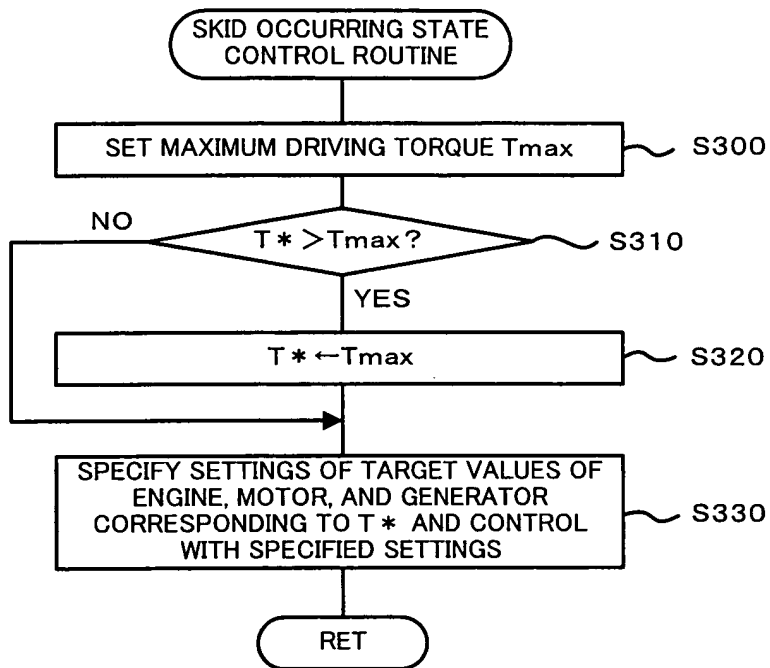 SKID OCCURRING STATE
CONTROL ROUTINE
SET MAXIMUM DRIVING TORQUE Tmax
S300
NO
T* >Tmax?
S310
YES
T* ←Tmax
S320
SPECIFY SETTINGS OF TARGET VALUES OF
ENGINE, MOTOR, AND GENERATOR
CORRESPONDING TO T* AND CONTROL
WITH SPECIFIED SETTINGS
S330
RET